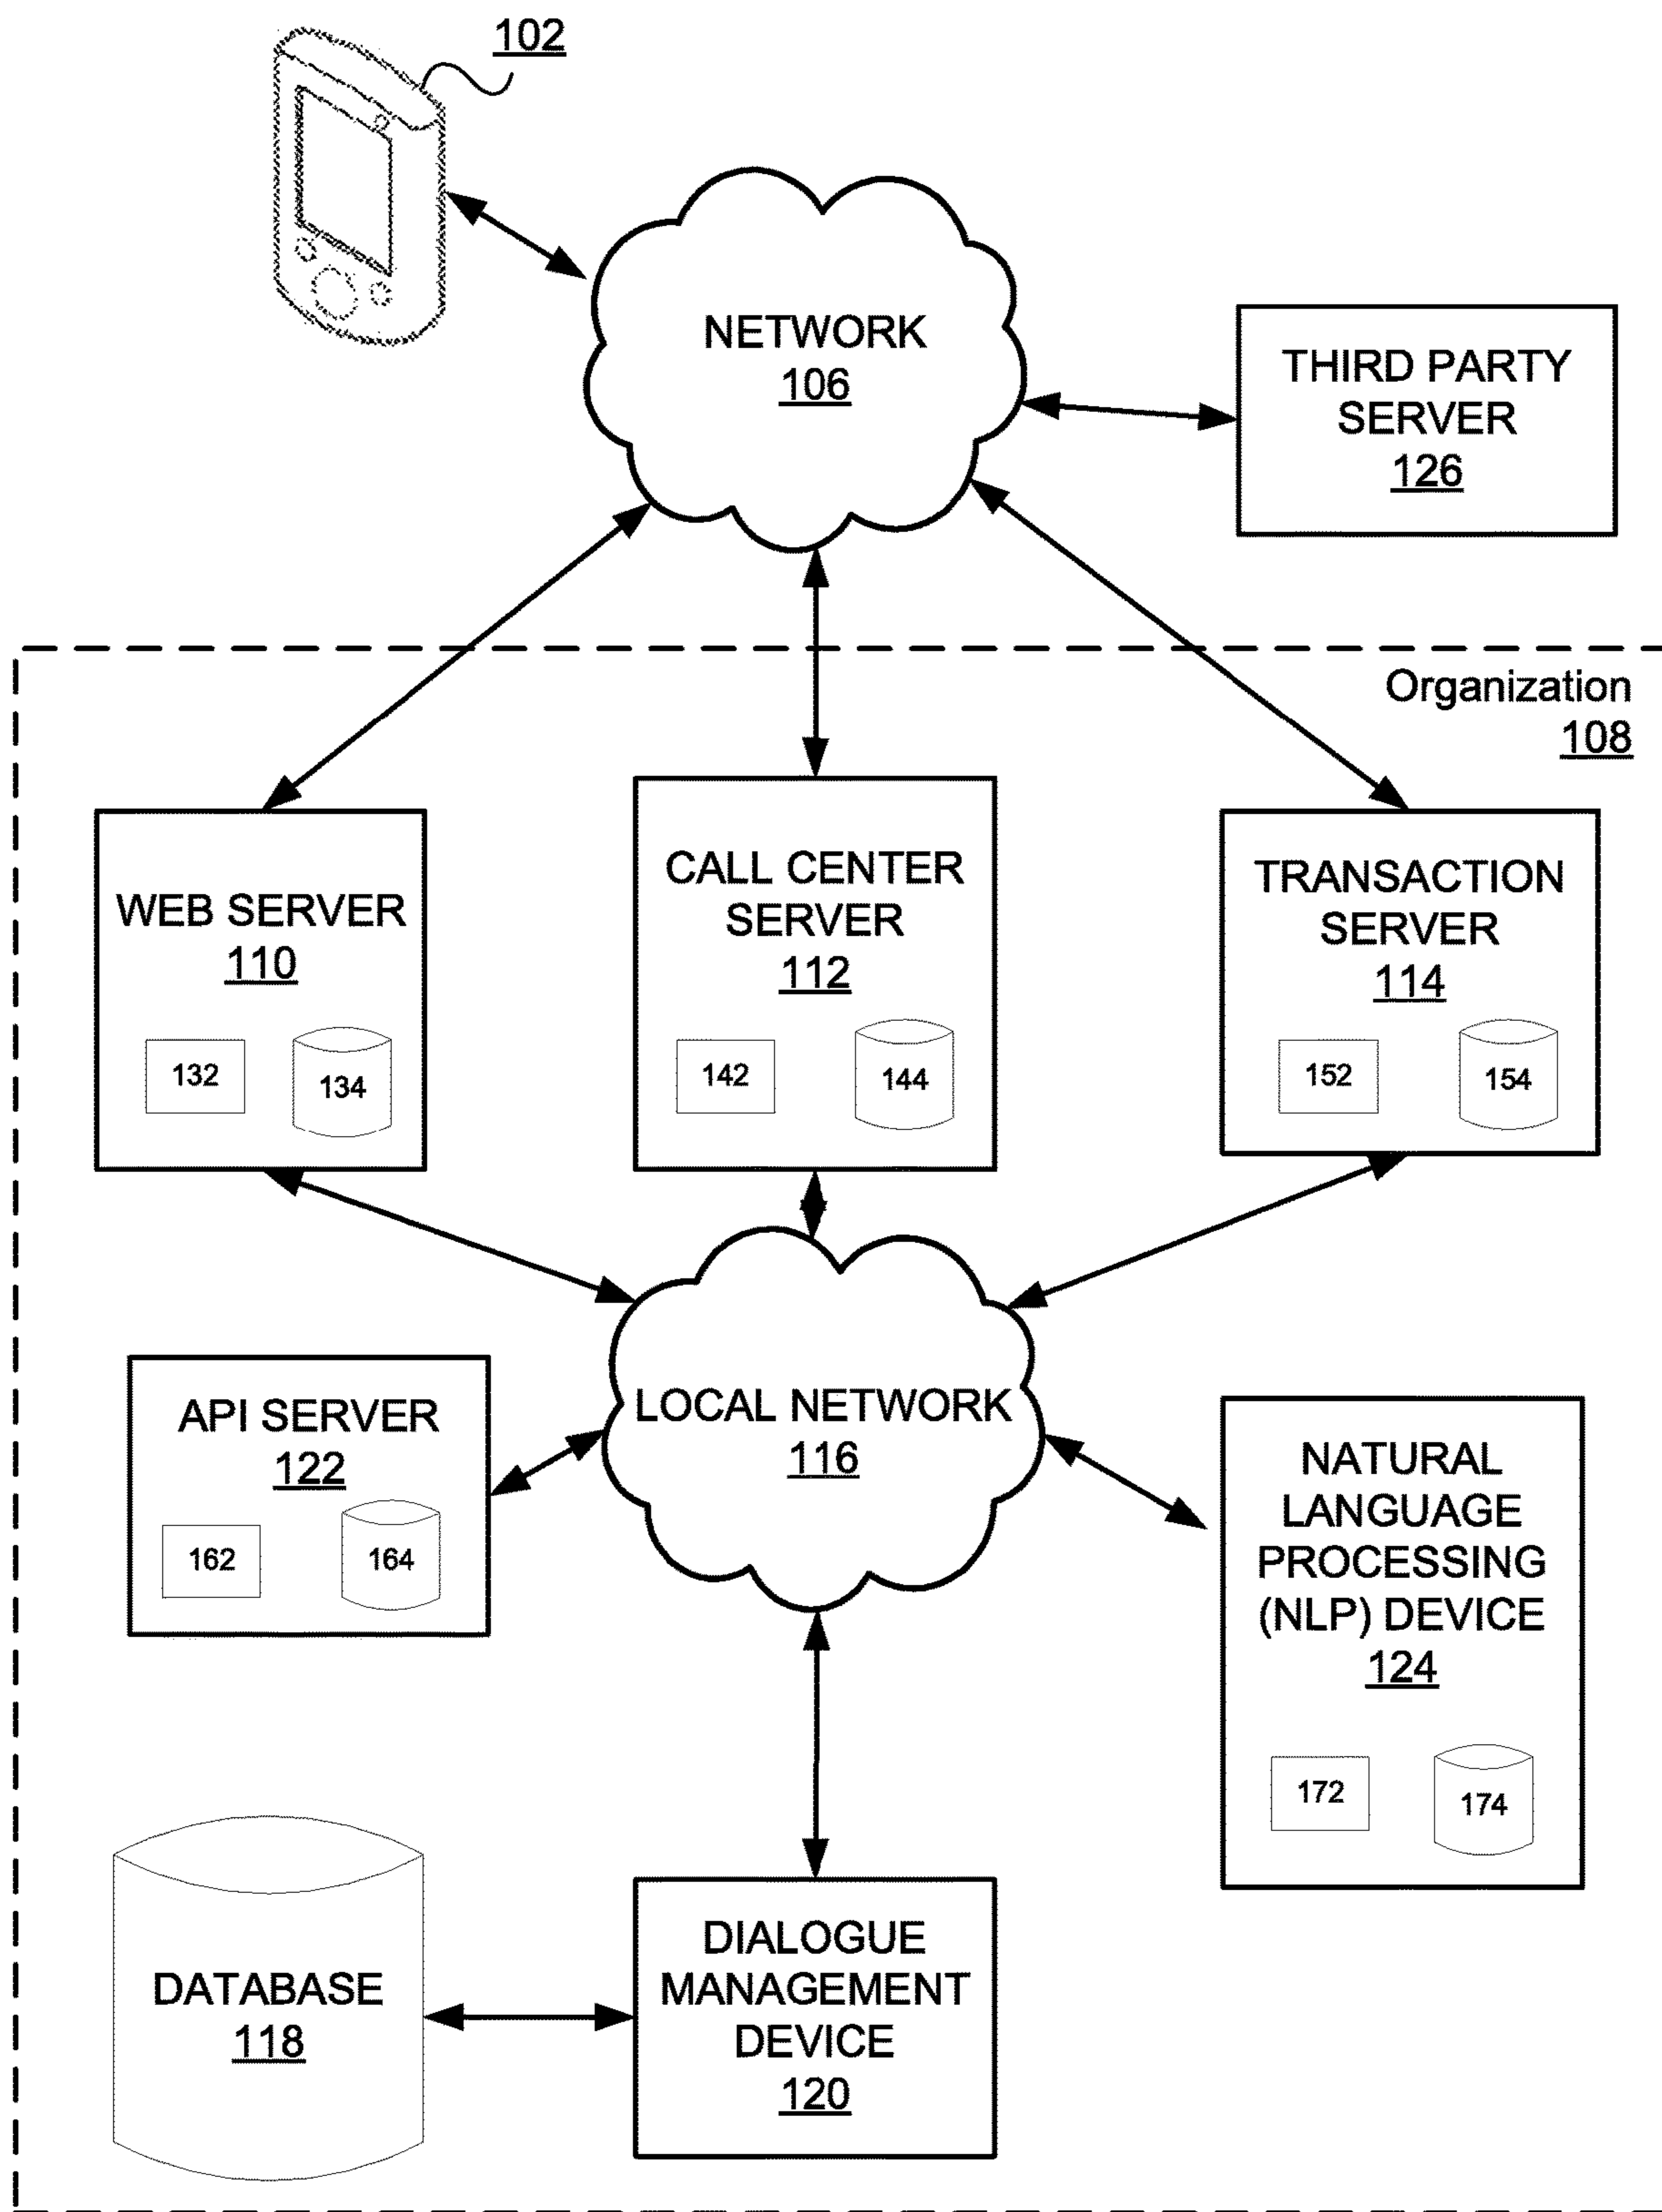 102
NETWORK
106
THIRD PARTY
SERVER
126
Organization
108
WEB SERVER
110
132
134
CALL CENTER
SERVER
112
142
144
TRANSACTION
SERVER
114
152
154
API SERVER
122
162
164
LOCAL NETWORK
116
NATURAL
LANGUAGE
PROCESSING
(NLP) DEVICE
124
172
174
DATABASE
118
DIALOGUE
MANAGEMENT
DEVICE
120